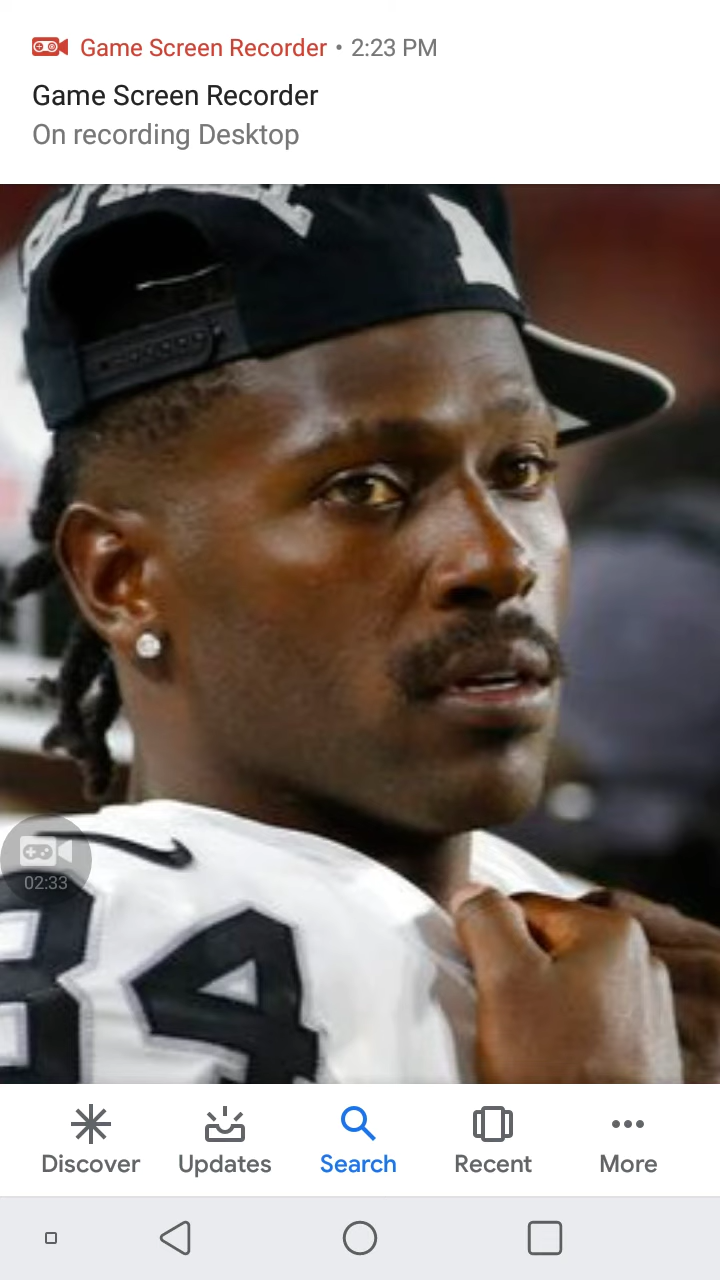 Game Screen Recorder • 2:23 PM
Game Screen Recorder
On recording Desktop
02:33
84
Discover
Updates
Search
Recent
More